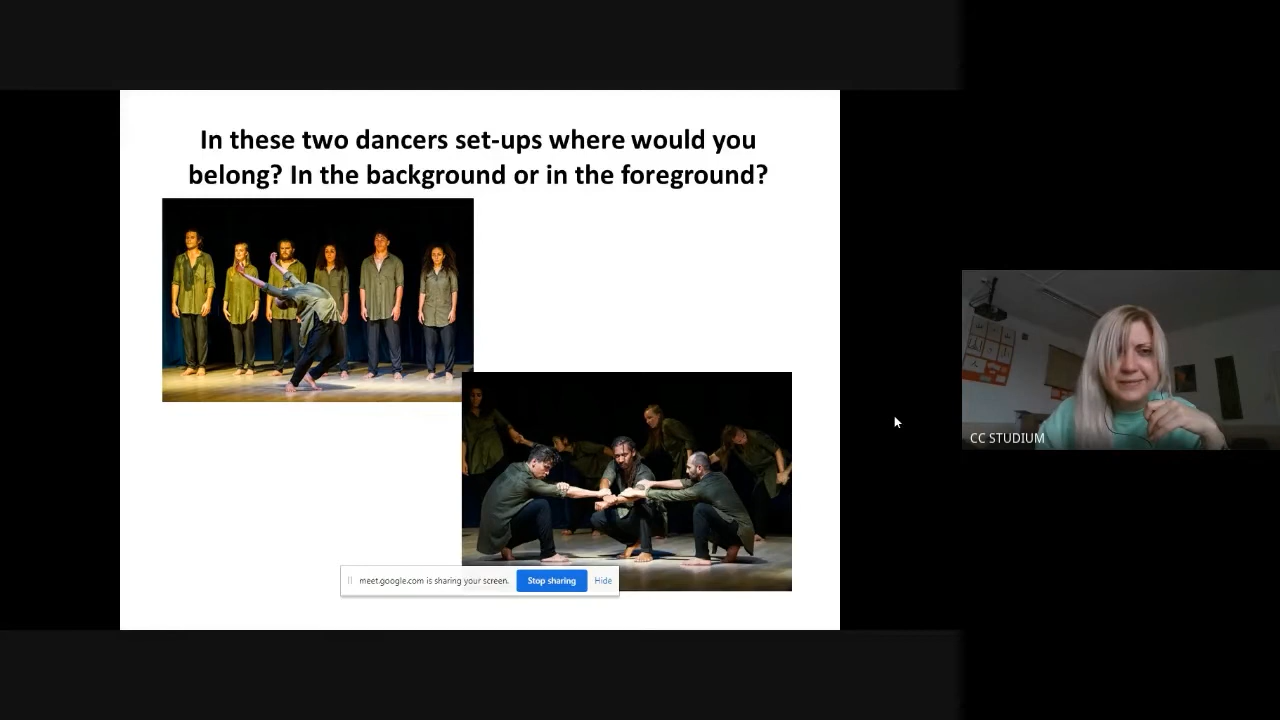 In these two dancers set-ups where would you
belong? In the background or in the foreground?
meet.google.com is sharing your screen. Stop sharing Hide
CC STUDIUM